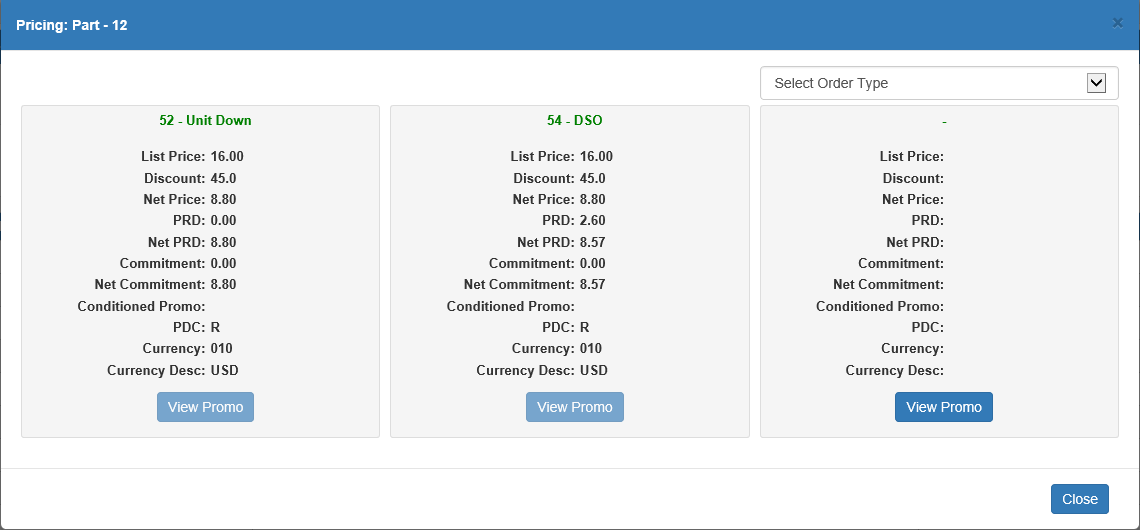 Pricing: Part - 12
×
Select Order Type
52 - Unit Down
List Price: 16.00
Discount: 45.0
Net Price: 8.80
PRD: 0.00
Net PRD: 8.80
Commitment: 0.00
Net Commitment: 8.80
Conditioned Promo:
PDC: R
Currency: 010
Currency Desc: USD
View Promo
54 - DSO
List Price: 16.00
Discount: 45.0
Net Price: 8.80
PRD: 2.60
Net PRD: 8.57
Commitment: 0.00
Net Commitment: 8.57
Conditioned Promo:
PDC: R
Currency: 010
Currency Desc: USD
View Promo
-
List Price:
Discount:
Net Price:
PRD:
Net PRD:
Commitment:
Net Commitment:
Conditioned Promo:
PDC:
Currency:
Currency Desc:
View Promo
Close